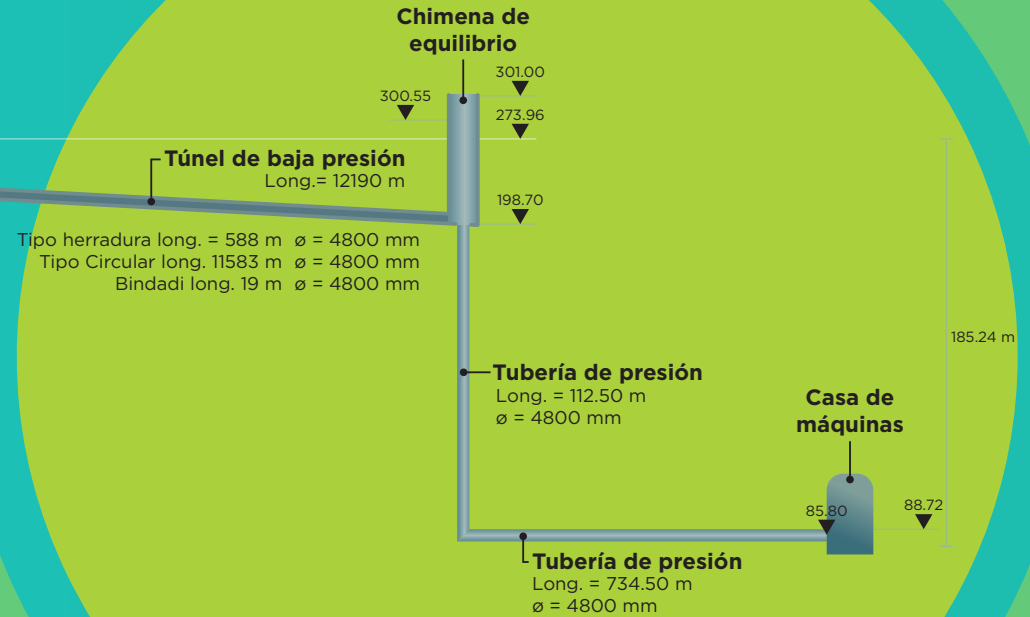 Chimena de
equilibrio
301.00
300.55
273.96
Túnel de baja presión
Long.= 12190 m
198.70
Tipo herradura long. = 588 m ø = 4800 mm
Tipo Circular long. 11583 m ø = 4800 mm
Bindadi long. 19 m ø = 4800 mm
185.24 m
Tubería de presión
Long. = 112.50 m
ø = 4800 mm
Casa de
máquinas
85.80
88.72
Tubería de presión
Long. = 734.50 m
ø = 4800 mm